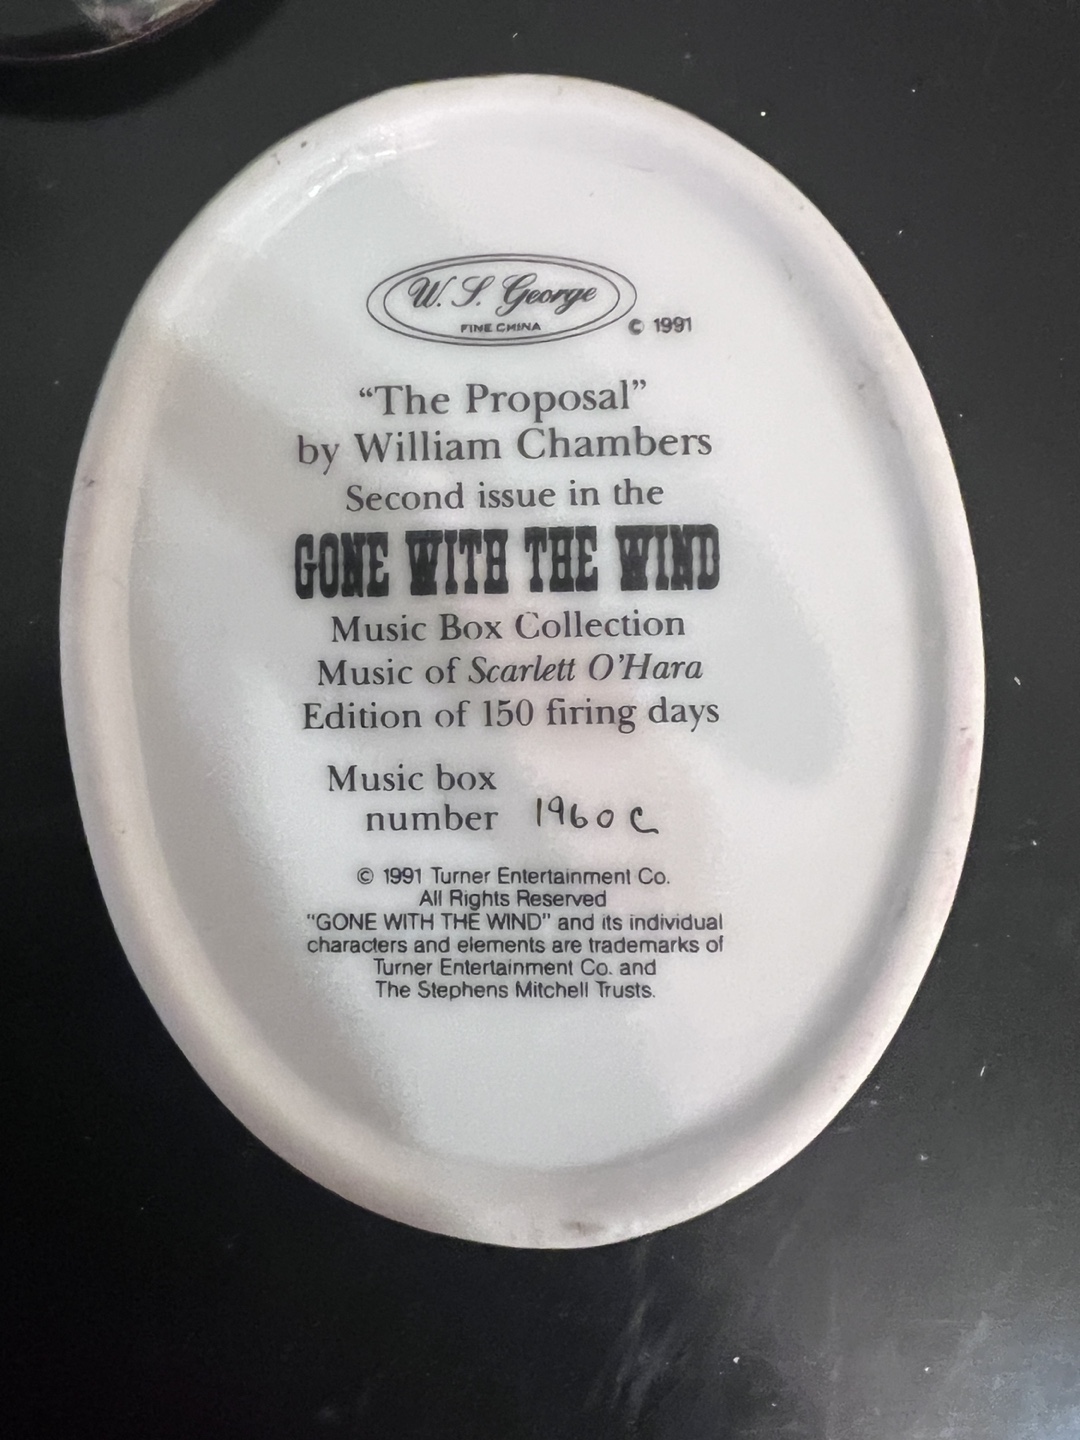 W. S. George
FINE CHINA
© 1991
“The Proposal”
by William Chambers
Second issue in the
GONE WITH THE WIND
Music Box Collection
Music of Scarlett O’Hara
Edition of 150 firing days
Music box
number 1960 C
© 1991 Turner Entertainment Co.
All Rights Reserved
"GONE WITH THE WIND" and its individual
characters and elements are trademarks of
Turner Entertainment Co. and
The Stephens Mitchell Trusts.